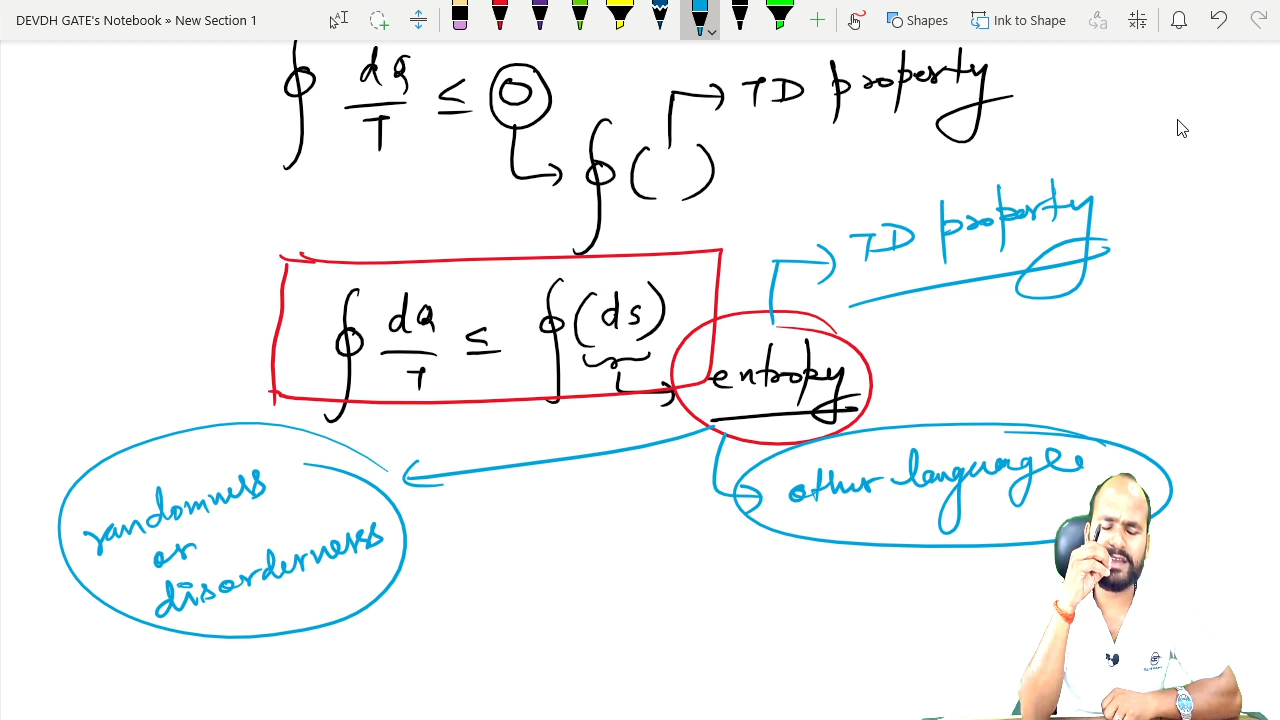 DEVDH GATE's Notebook » New Section 1
Shapes
Ink to Shape
∮ dQ/T ≤ 0
∮ ( )
TD property
TD property
∮ dQ/T ≤ ∮ (ds)
entropy
other language
randomness
or
disorderness